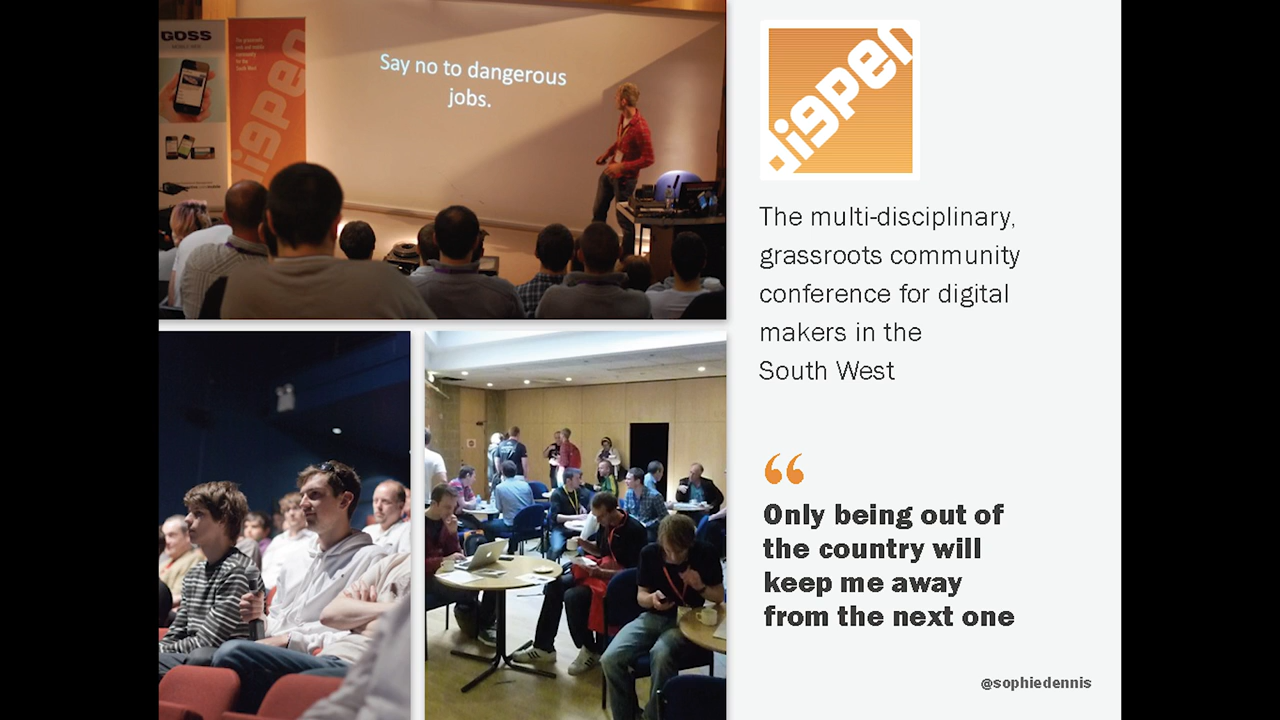 GOSS
Say no to dangerous
jobs.
digpen
digpen
The multi-disciplinary,
grassroots community
conference for digital
makers in the
South West
“
Only being out of
the country will
keep me away
from the next one
@sophiedennis